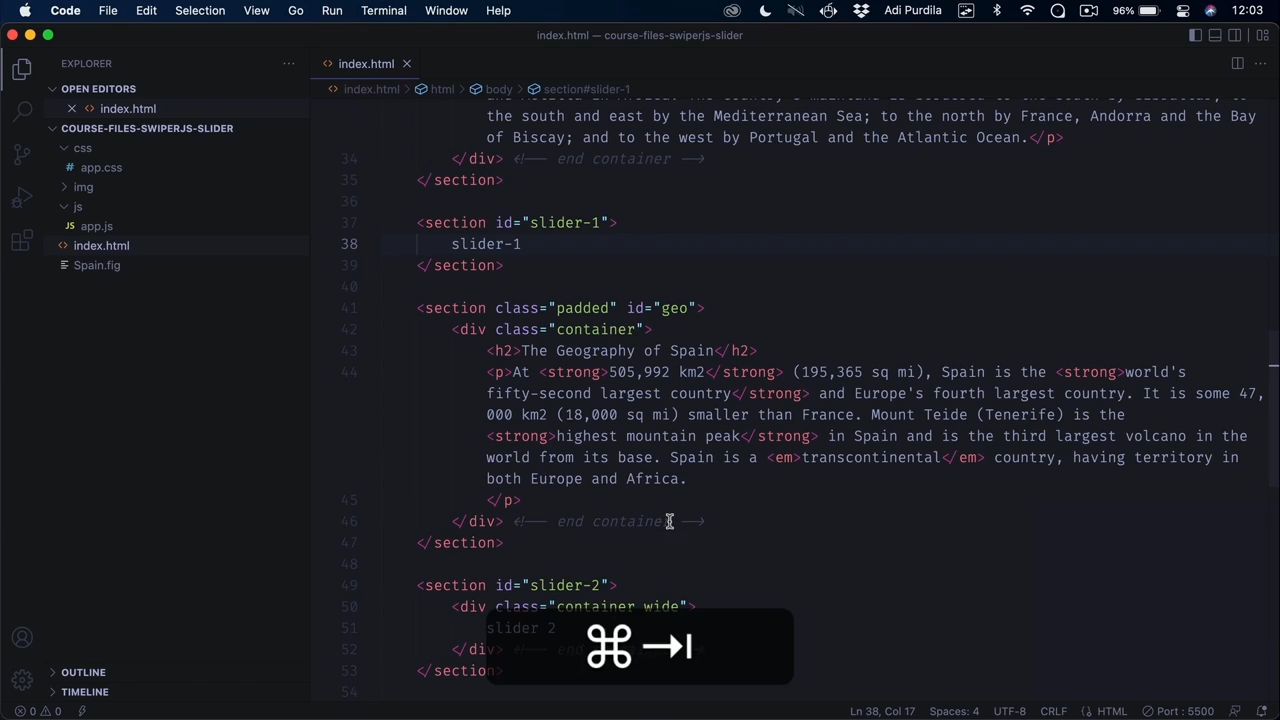 Code File Edit Selection View Go Run Terminal Window Help Adi Purdila 96% 12:03
index.html — course-files-swiperjs-slider
EXPLORER
index.html
OPEN EDITORS
index.html
COURSE-FILES-SWIPERJS-SLIDER
css
app.css
img
js
JS app.js
index.html
Spain.fig
OUTLINE
TIMELINE
index.html > html > body > section#slider-1
the south and east by the Mediterranean Sea; to the north by France, Andorra and the Bay
of Biscay; and to the west by Portugal and the Atlantic Ocean.</p>
34 </div> <!-- end container -->
35 </section>
36
37 <section id="slider-1">
38 slider-1
39 </section>
40
41 <section class="padded" id="geo">
42 <div class="container">
43 <h2>The Geography of Spain</h2>
44 <p>At <strong>505,992 km2</strong> (195,365 sq mi), Spain is the <strong>world's
fifty-second largest country</strong> and Europe's fourth largest country. It is some 47,
000 km2 (18,000 sq mi) smaller than France. Mount Teide (Tenerife) is the
<strong>highest mountain peak</strong> in Spain and is the third largest volcano in the
world from its base. Spain is a <em>transcontinental</em> country, having territory in
both Europe and Africa.
45 </p>
46 </div> <!-- end container -->
47 </section>
48
49 <section id="slider-2">
50 <div class="container wide">
51 slider 2
52 </div>
53 </section>
54
⌘⇥
0 0 Ln 38, Col 17 Spaces: 4 UTF-8 CRLF {} HTML Port : 5500